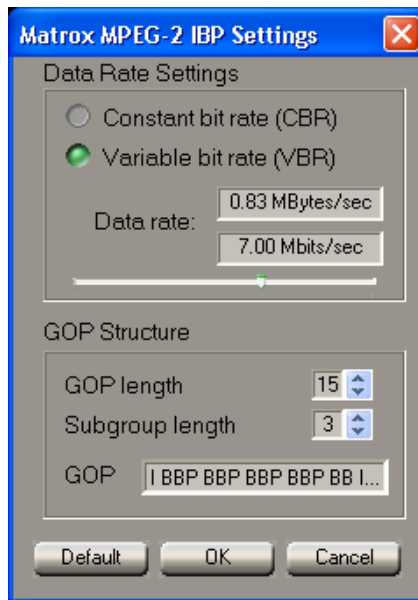 Matrox MPEG-2 IBP Settings
Data Rate Settings
Constant bit rate (CBR)
Variable bit rate (VBR)
0.83 MBytes/sec
Data rate:
7.00 Mbits/sec
GOP Structure
GOP length 15
Subgroup length 3
GOP I BBP BBP BBP BBP BB I...
Default OK Cancel